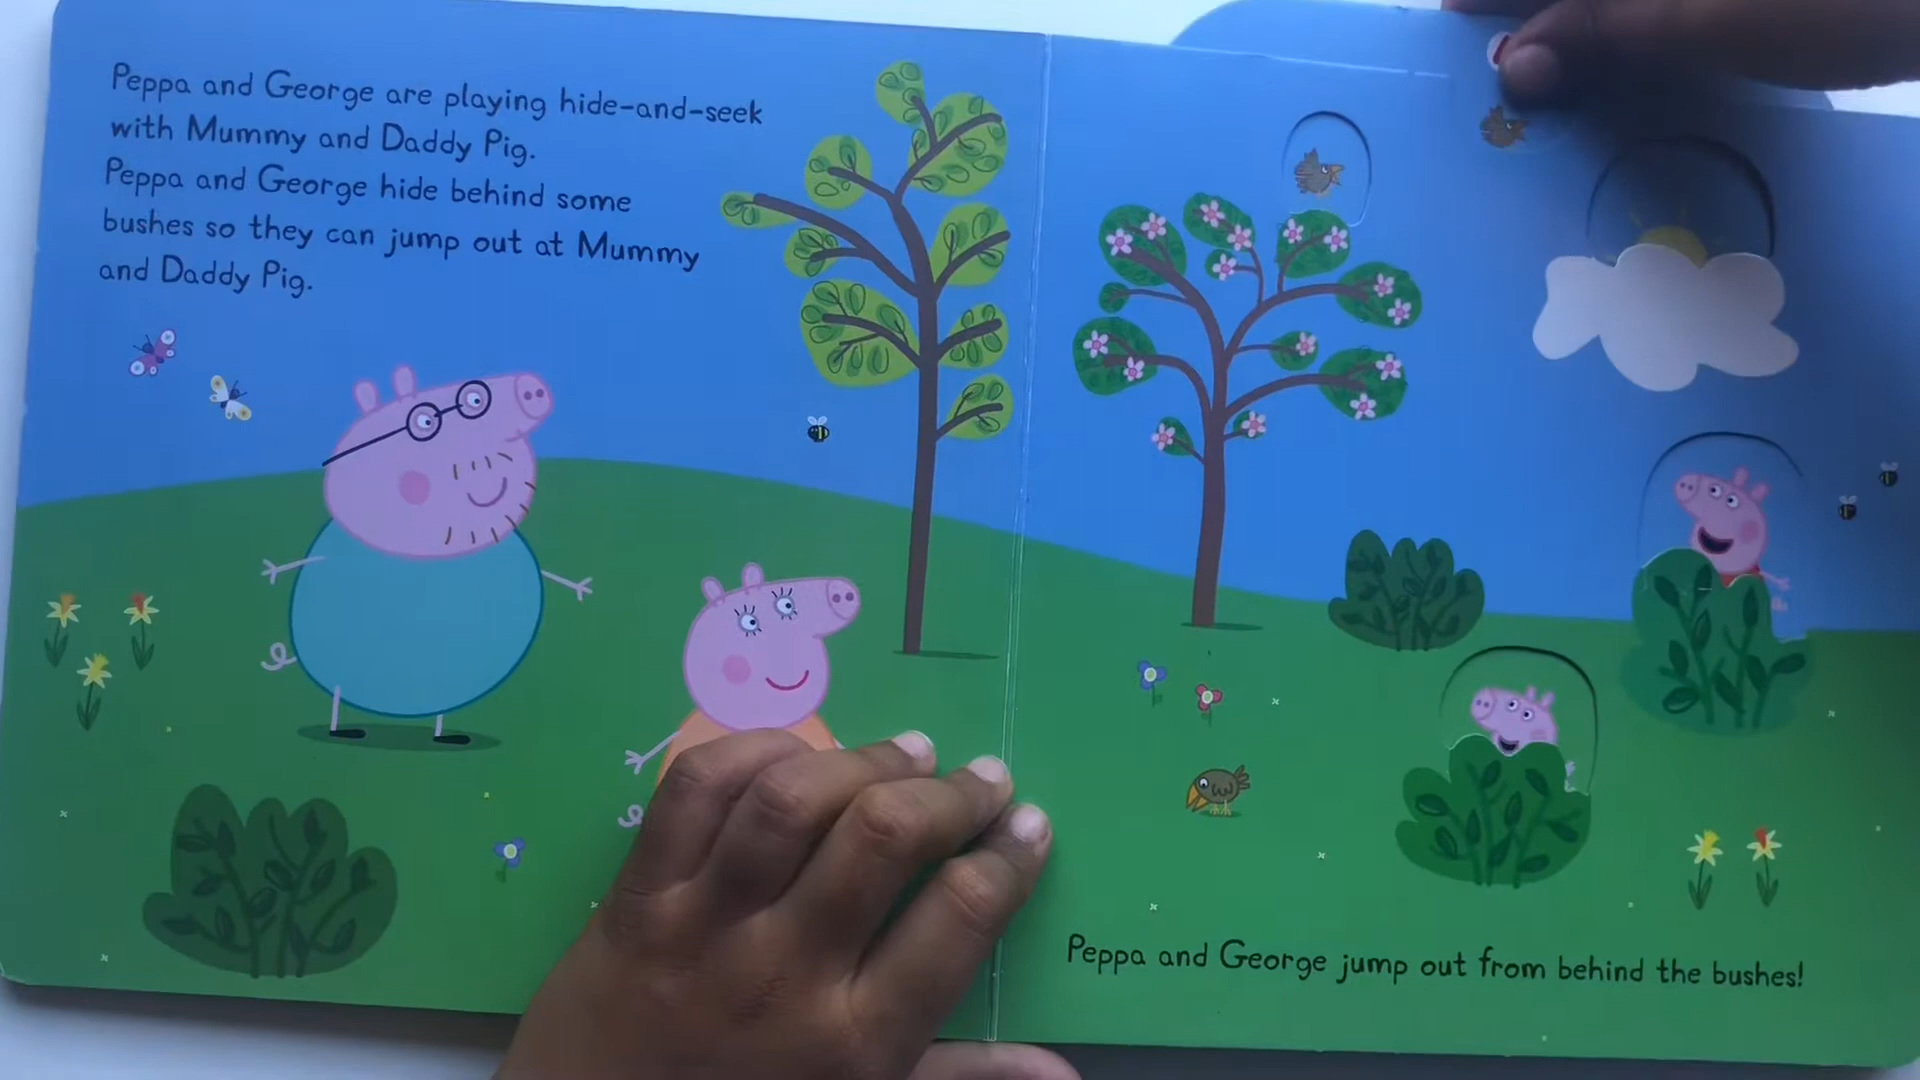 Peppa and George are playing hide-and-seek
with Mummy and Daddy Pig.
Peppa and George hide behind some
bushes so they can jump out at Mummy
and Daddy Pig.
Peppa and George jump out from behind the bushes!